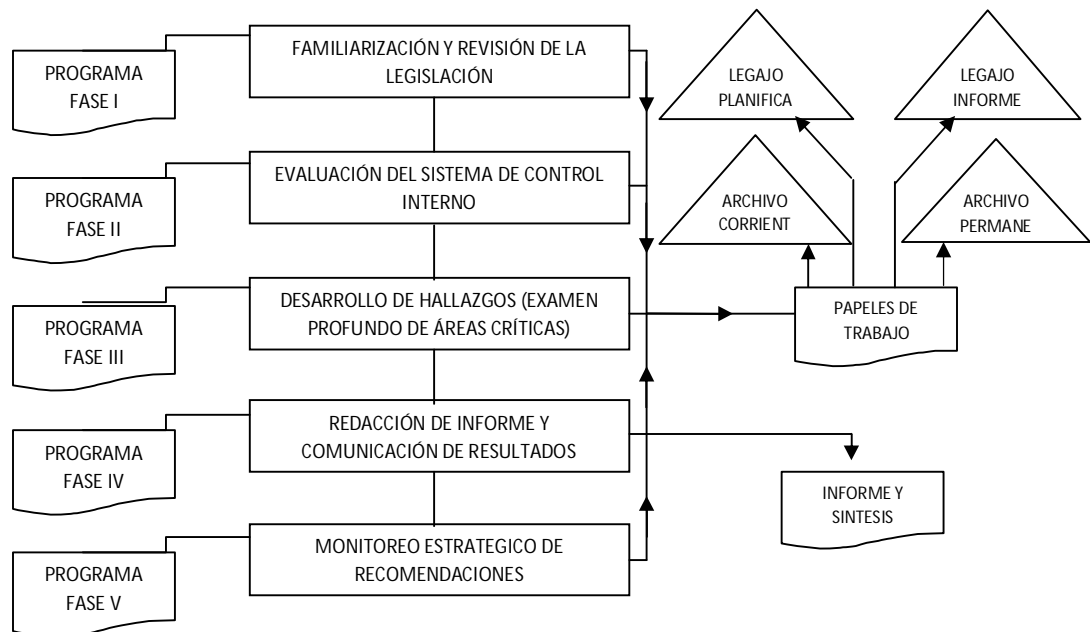 PROGRAMA
FASE I
FAMILIARIZACIÓN Y REVISIÓN DE LA
LEGISLACIÓN
LEGAJO
PLANIFICA
LEGAJO
INFORME
PROGRAMA
FASE II
EVALUACIÓN DEL SISTEMA DE CONTROL
INTERNO
ARCHIVO
CORRIENT
ARCHIVO
PERMANE
PROGRAMA
FASE III
DESARROLLO DE HALLAZGOS (EXAMEN
PROFUNDO DE ÁREAS CRÍTICAS)
PAPELES DE
TRABAJO
PROGRAMA
FASE IV
REDACCIÓN DE INFORME Y
COMUNICACIÓN DE RESULTADOS
INFORME Y
SINTESIS
PROGRAMA
FASE V
MONITOREO ESTRATEGICO DE
RECOMENDACIONES